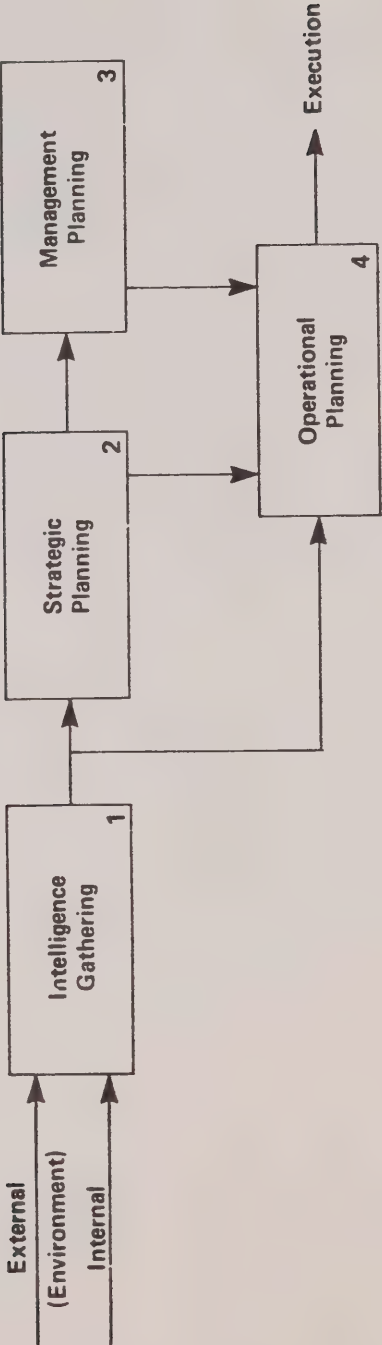 External
(Environment)
Internal
Intelligence
Gathering
1
Strategic
Planning
2
Management
Planning
3
Operational
Planning
4
Execution